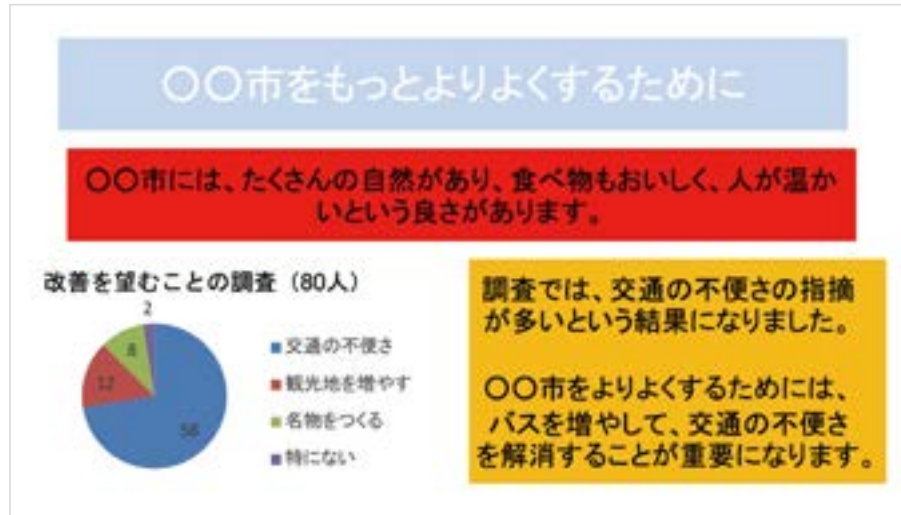 〇〇市をもっとよりよくするために
〇〇市には、たくさんの自然があり、食べ物もおいしく、人が温か
いという良さがあります。
改善を望むことの調査（80人）
2
8
12
58
交通の不便さ
観光地を増やす
名物をつくる
特にない
調査では、交通の不便さの指摘
が多いという結果になりました。
〇〇市をよりよくするためには、
バスを増やして、交通の不便さ
を解消することが重要になります。